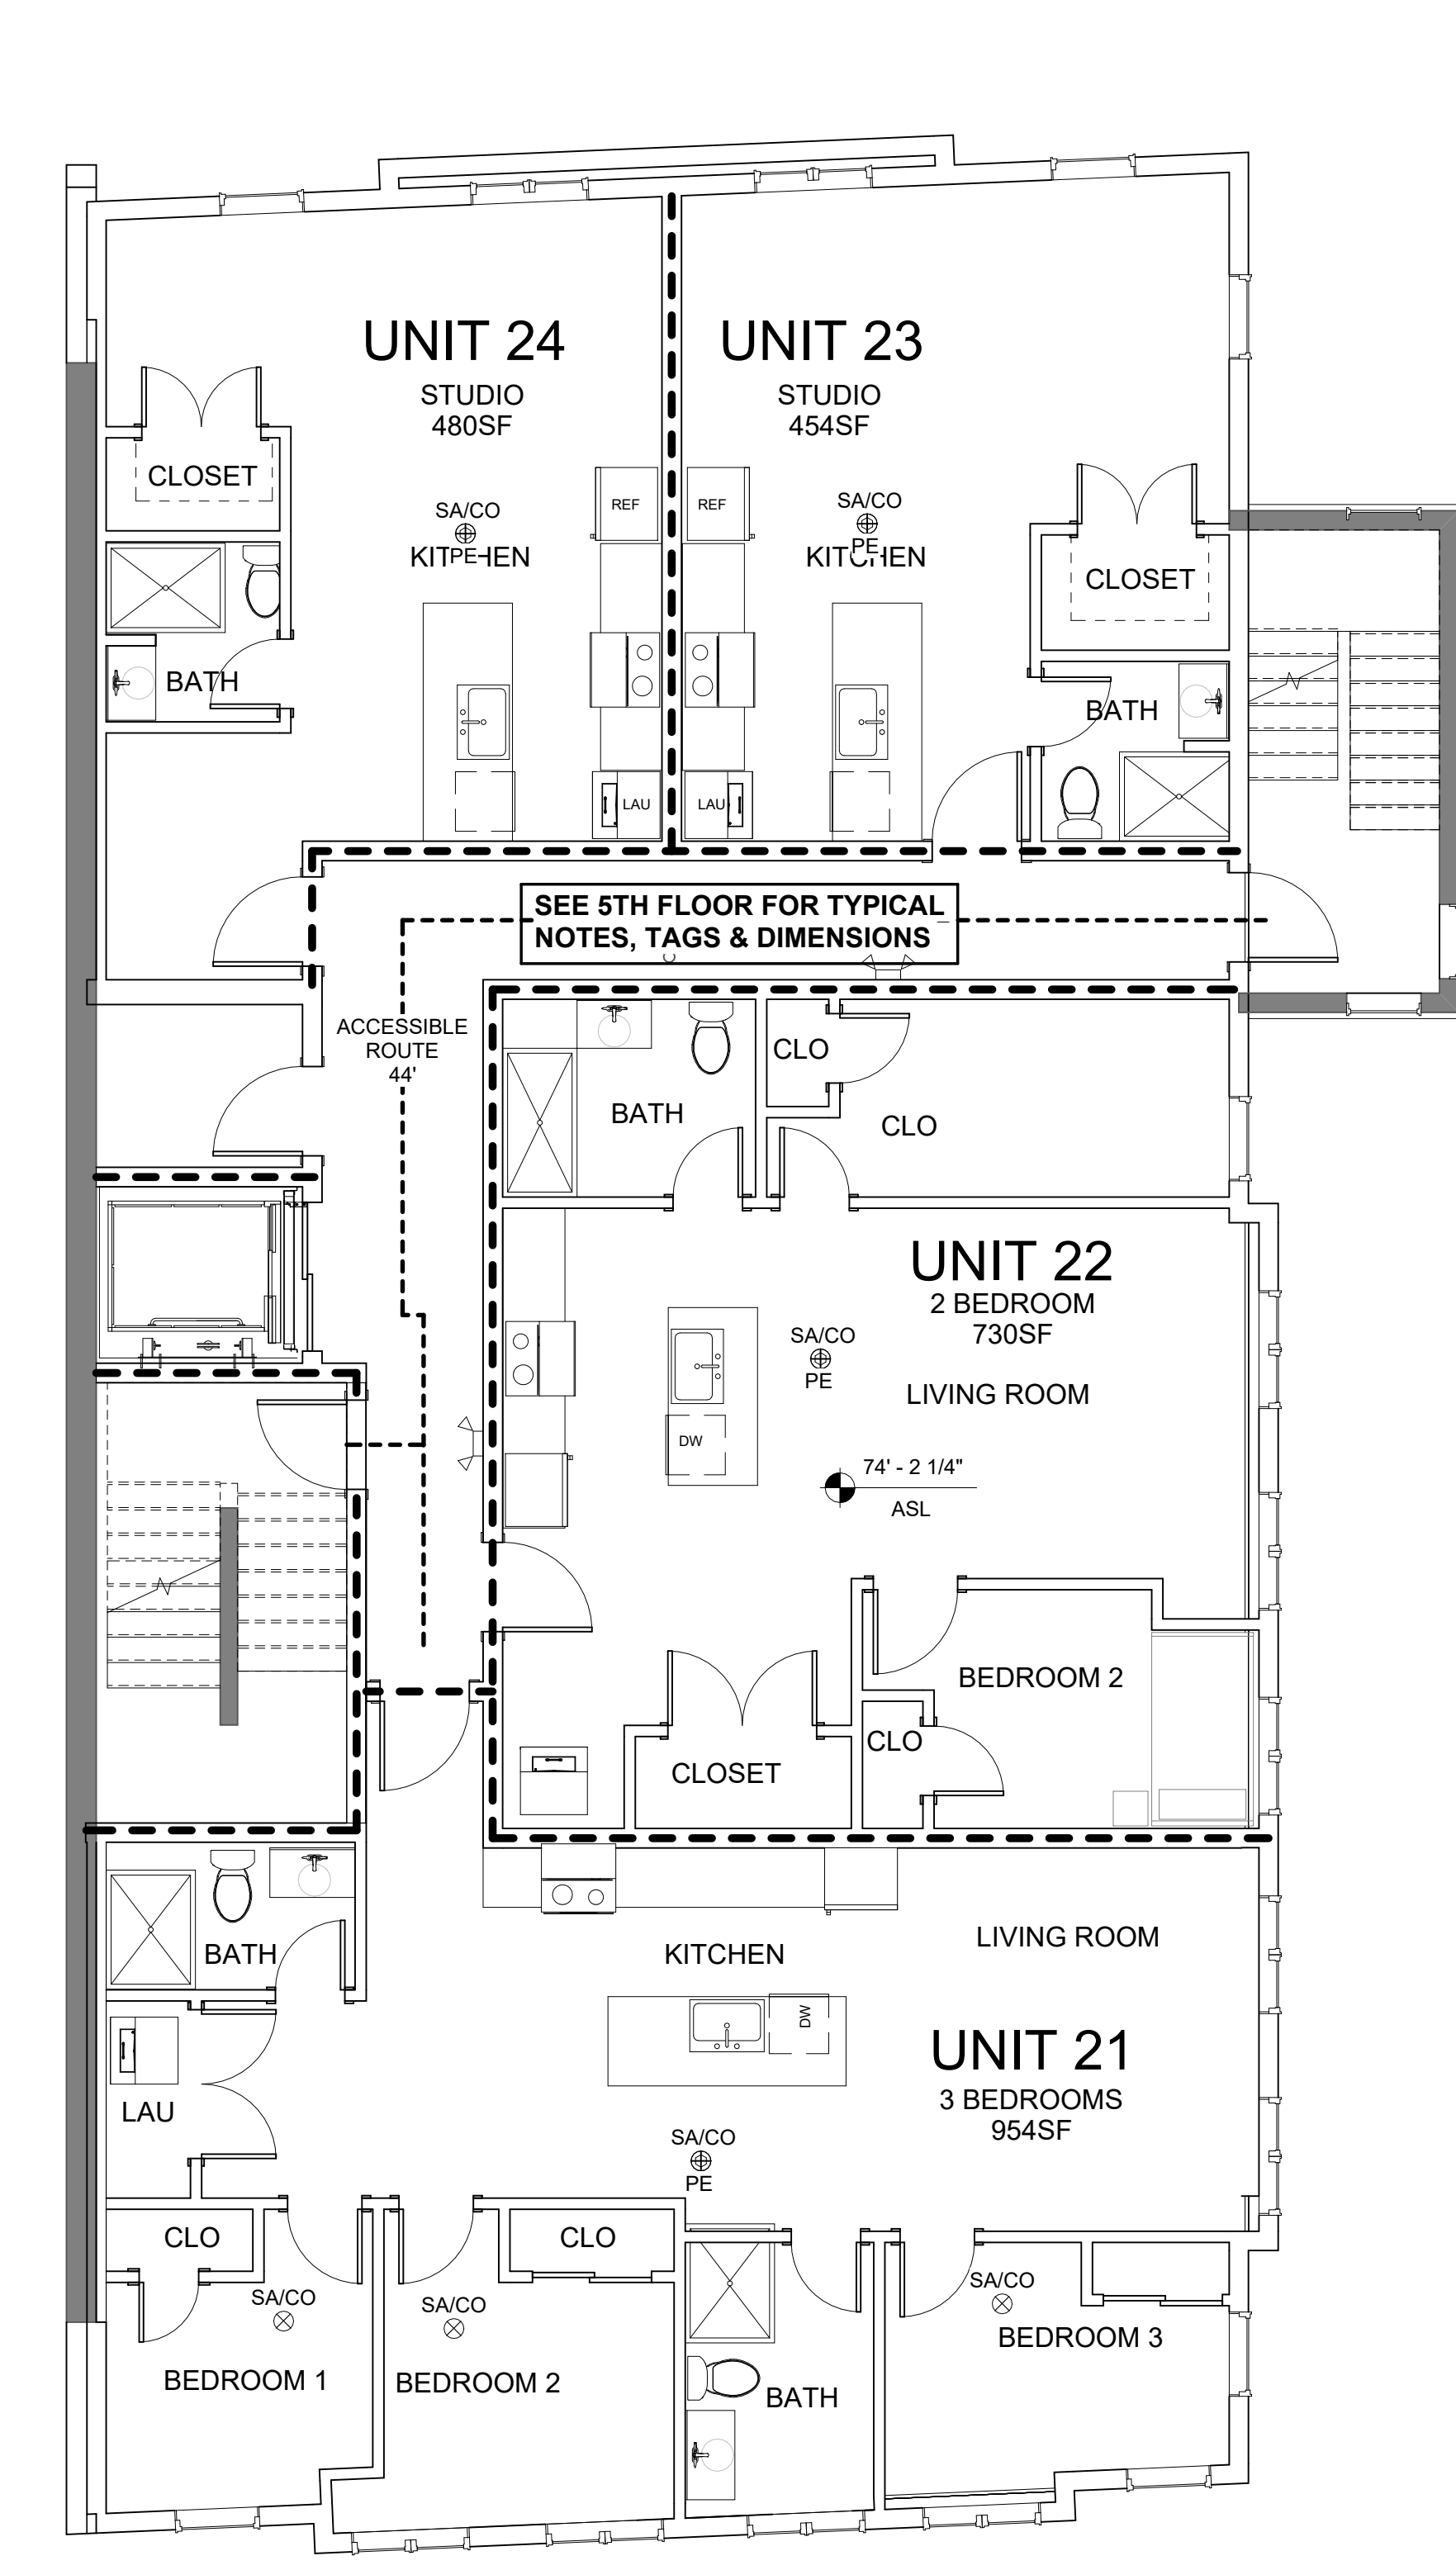 UNIT 24
STUDIO
480SF
UNIT 23
STUDIO
454SF
CLOSET
SA/CO
PE
KITCHEN
REF
REF
SA/CO
PE
KITCHEN
CLOSET
BATH
BATH
LAU
LAU
SEE 5TH FLOOR FOR TYPICAL
NOTES, TAGS & DIMENSIONS
ACCESSIBLE
ROUTE
44'
CLO
BATH
CLO
UNIT 22
2 BEDROOM
730SF
SA/CO
PE
LIVING ROOM
DW
74' - 2 1/4"
ASL
BEDROOM 2
CLO
CLOSET
BATH
KITCHEN
LIVING ROOM
DW
UNIT 21
3 BEDROOMS
954SF
LAU
SA/CO
PE
CLO
CLO
SA/CO
SA/CO
SA/CO
BEDROOM 1
BEDROOM 2
BATH
BEDROOM 3